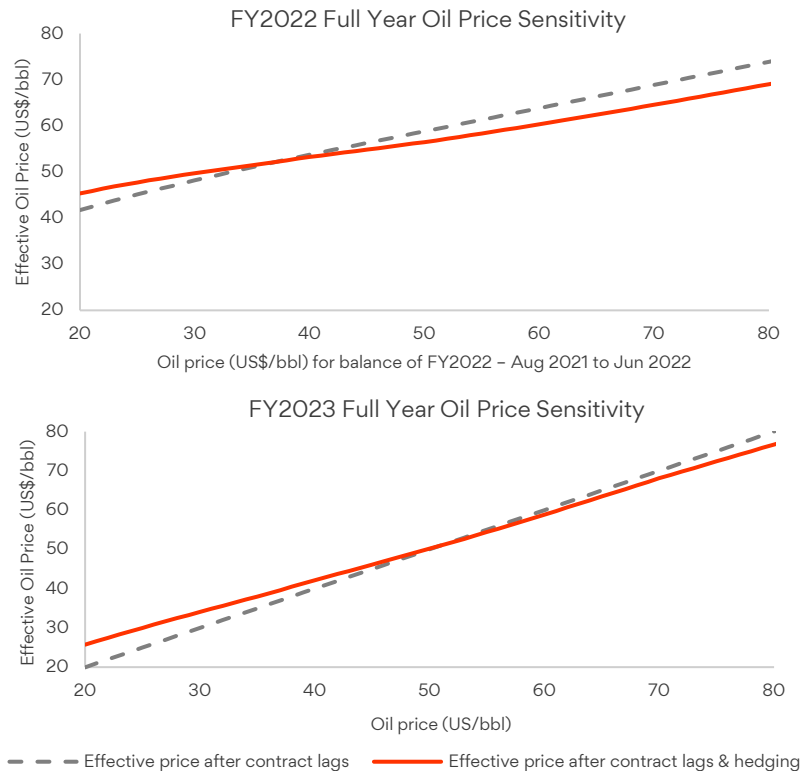 FY2022 Full Year Oil Price Sensitivity
Effective Oil Price (US$/bbl)
80
70
60
50
40
30
20
20 30 40 50 60 70 80
Oil price (US$/bbl) for balance of FY2022 – Aug 2021 to Jun 2022
FY2023 Full Year Oil Price Sensitivity
Effective Oil Price (US$/bbl)
80
70
60
50
40
30
20
20 30 40 50 60 70 80
Oil price (US/bbl)
Effective price after contract lags Effective price after contract lags & hedging